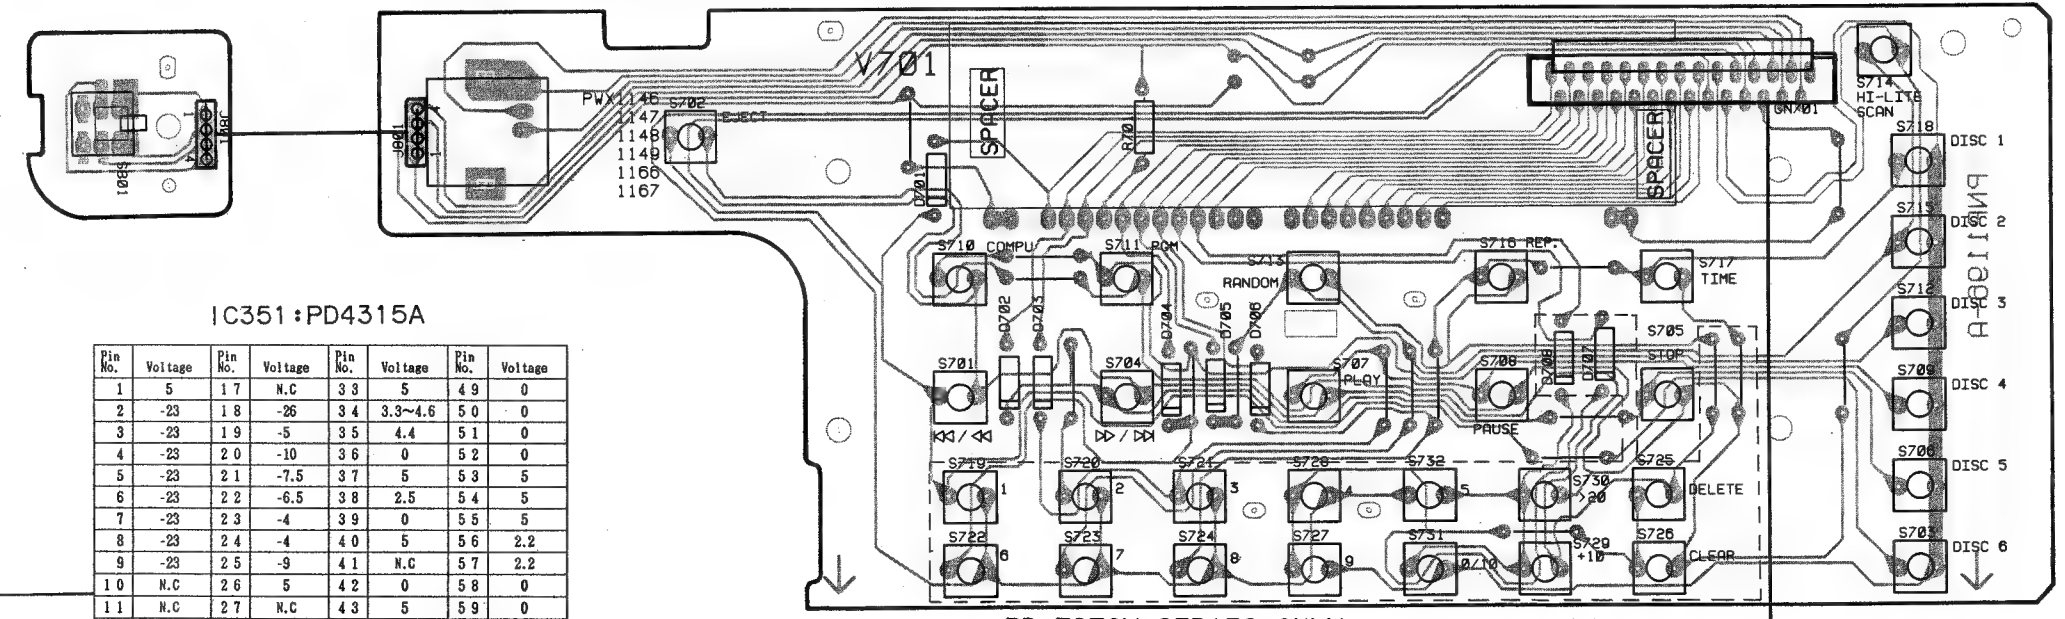 V701
SPACER
SPACER
PWX1146
1147
1148
1149
1166
1167
S702
EJECT
R701
CN701
S714
HI-LITE
SCAN
J801
S801
D701
S718
DISC 1
S715
DISC 2
S712
DISC 3
S709
DISC 4
S706
DISC 5
S703
DISC 6
S710 COMPU
S711 PGM
S713
RANDOM
S716 REP.
S717
TIME
D702
D703
D704
D705
D706
D708
D707
S705
STOP
S701
S704
S707
PLAY
S708
PAUSE
S719
1
S720
2
S721
3
S728
4
S732
5
S730
>20
S725
DELETE
S722
6
S723
7
S724
8
S727
9
S731
0/10
S729
+10
S726
CLEAR
IC351:PD4315A
Pin No. Voltage Pin No. Voltage Pin No. Voltage Pin No. Voltage
1 5 17 N.C 33 5 49 0
2 -23 18 -26 34 3.3~4.6 50 0
3 -23 19 -5 35 4.4 51 0
4 -23 20 -10 36 0 52 0
5 -23 21 -7.5 37 5 53 5
6 -23 22 -6.5 38 2.5 54 5
7 -23 23 -4 39 0 55 5
8 -23 24 -4 40 5 56 2.2
9 -23 25 -9 41 N.C 57 2.2
10 N.C 26 5 42 0 58 0
11 N.C 27 N.C 43 5 59 0